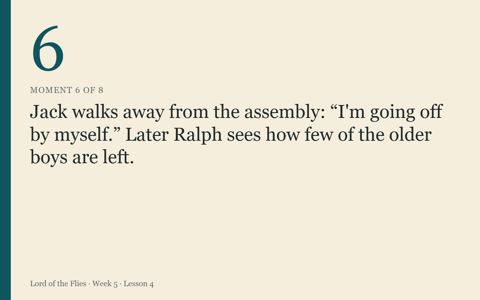 6
MOMENT 6 OF 8
Jack walks away from the assembly: “I'm going off
by myself.” Later Ralph sees how few of the older
boys are left.
Lord of the Flies · Week 5 · Lesson 4